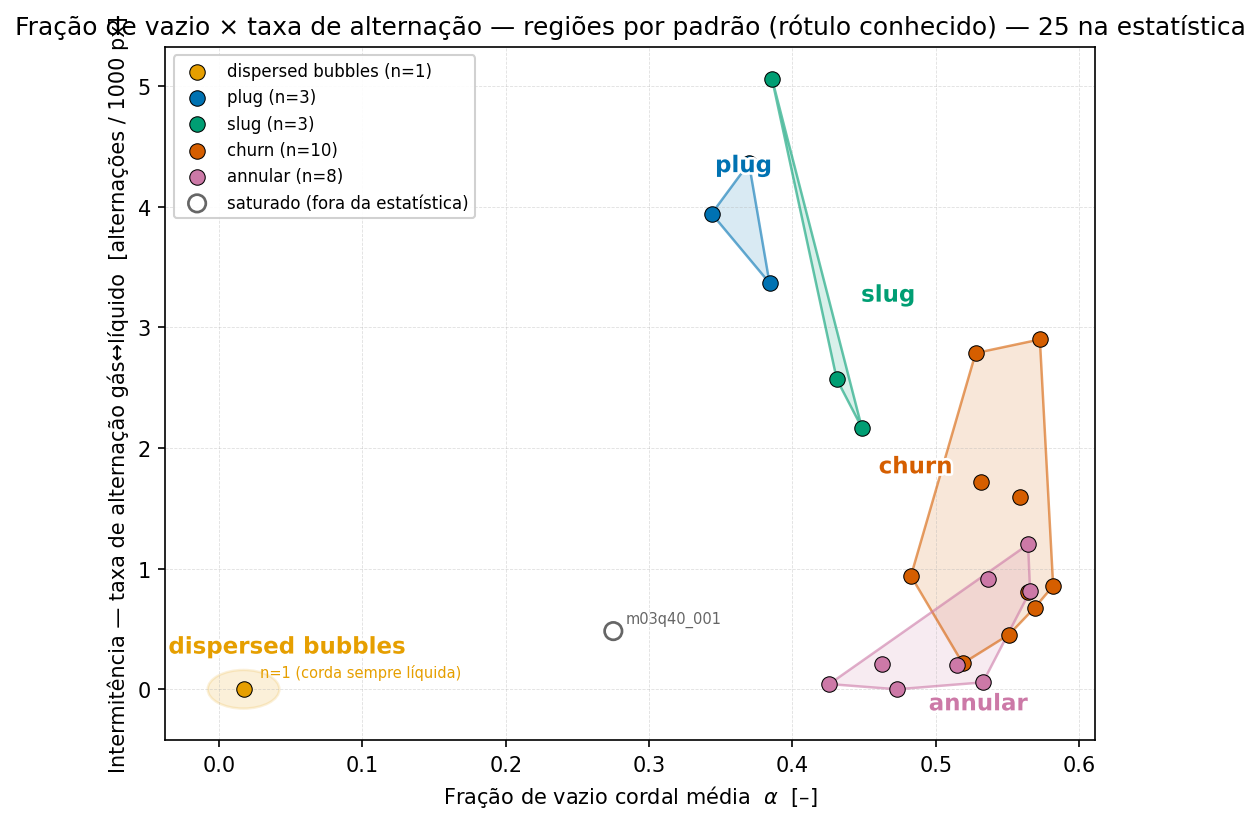 Fração de vazio × taxa de alternação — regiões por padrão (rótulo conhecido) — 25 na estatística
Intermitência — taxa de alternação gás↔líquido [alternações / 1000 px]
dispersed bubbles (n=1)
plug (n=3)
slug (n=3)
churn (n=10)
annular (n=8)
saturado (fora da estatística)
5
4
3
2
1
0
plug
slug
churn
m03q40_001
dispersed bubbles
n=1 (corda sempre líquida)
annular
0.0 0.1 0.2 0.3 0.4 0.5 0.6
Fração de vazio cordal média α [–]